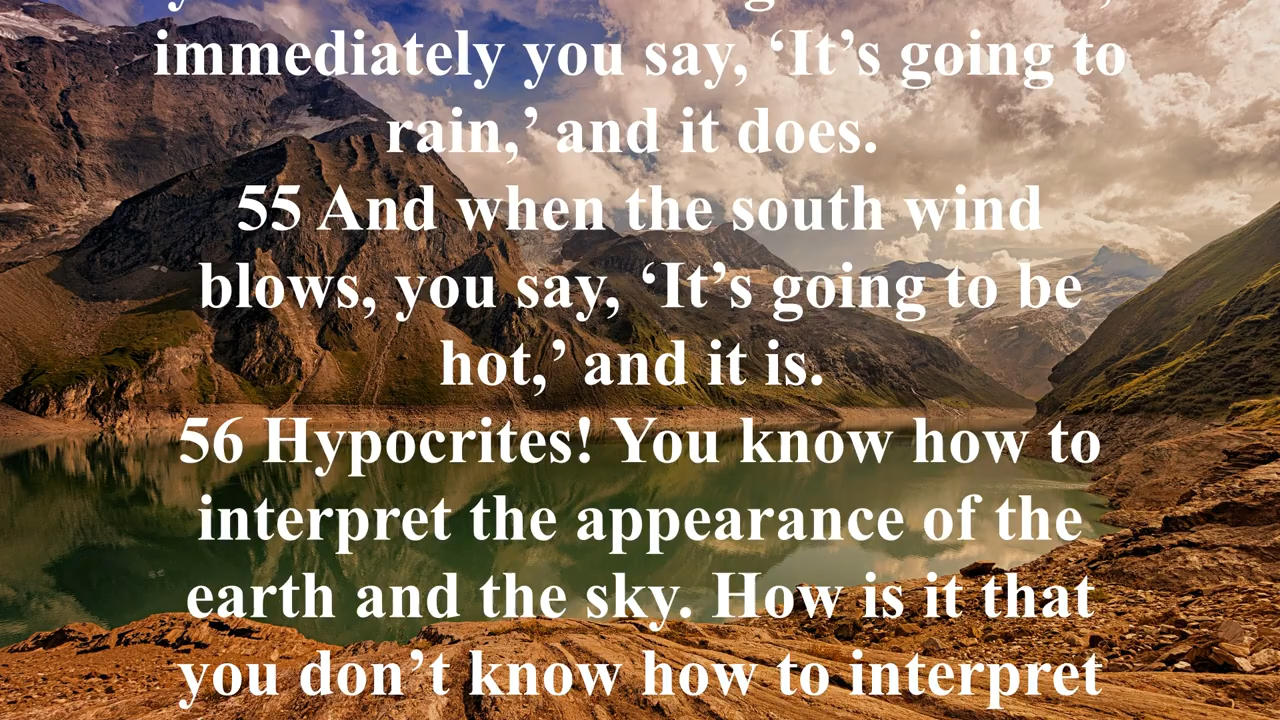 immediately you say, ‘It’s going to
rain,’ and it does.
55 And when the south wind
blows, you say, ‘It’s going to be
hot,’ and it is.
56 Hypocrites! You know how to
interpret the appearance of the
earth and the sky. How is it that
you don’t know how to interpret